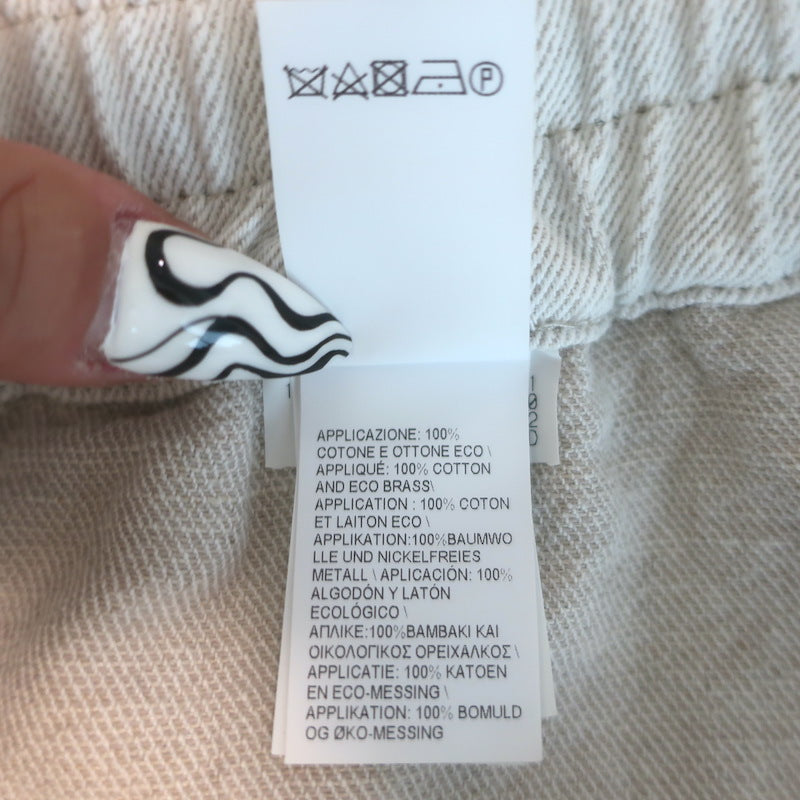 P
APPLICAZIONE: 100%
COTONE E OTTONE ECO \
APPLIQUÉ: 100% COTTON
AND ECO BRASS\
APPLICATION : 100% COTON
ET LAITON ECO \
APPLIKATION:100%BAUMWO
LLE UND NICKELFREIES
METALL \ APLICACIÓN: 100%
ALGODÓN Y LATÓN
ECOLÓGICO \
ΑΠΛΙΚΕ:100%ΒΑΜΒΑΚΙ ΚΑΙ
ΟΙΚΟΛΟΓΙΚΟΣ ΟΡΕΙΧΑΛΚΟΣ \
APPLICATIE: 100% KATOEN
EN ECO-MESSING \
APPLIKATION: 100% BOMULD
OG ØKO-MESSING